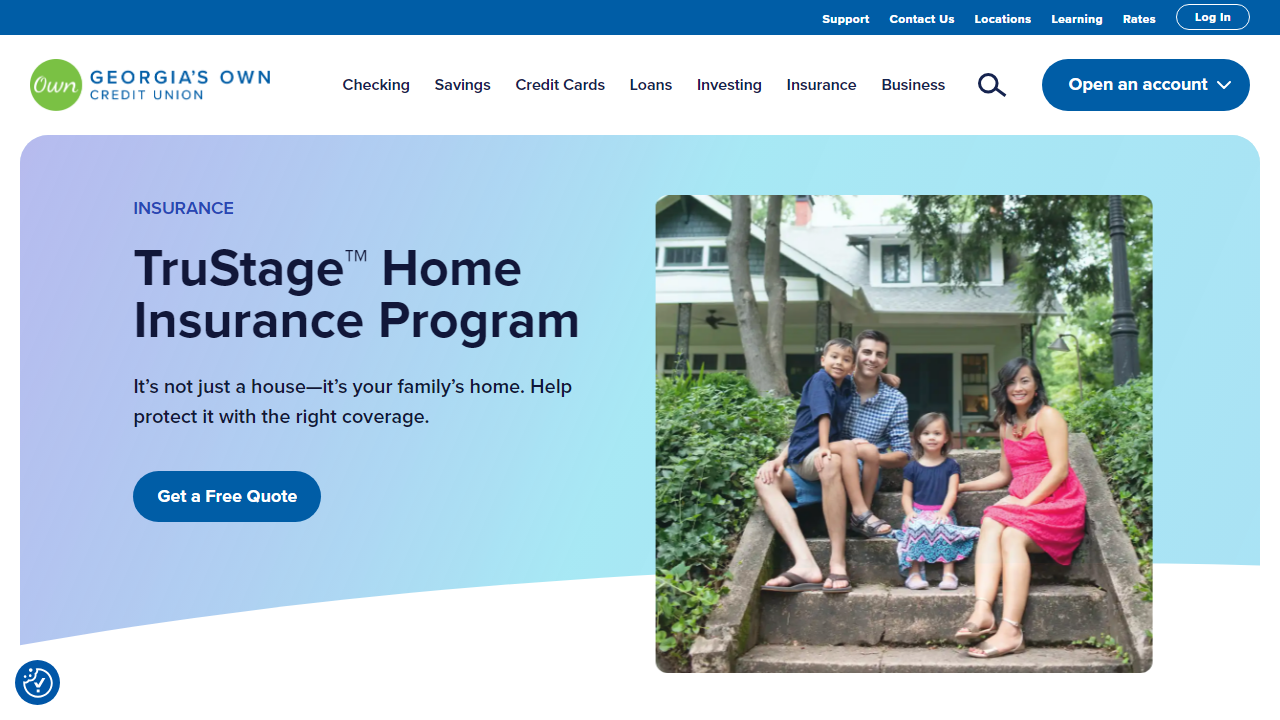 Support Contact Us Locations Learning Rates Log In
Own GEORGIA'S OWN
CREDIT UNION
Checking Savings Credit Cards Loans Investing Insurance Business Open an account
INSURANCE
TruStage™ Home
Insurance Program
It’s not just a house—it’s your family’s home. Help
protect it with the right coverage.
Get a Free Quote